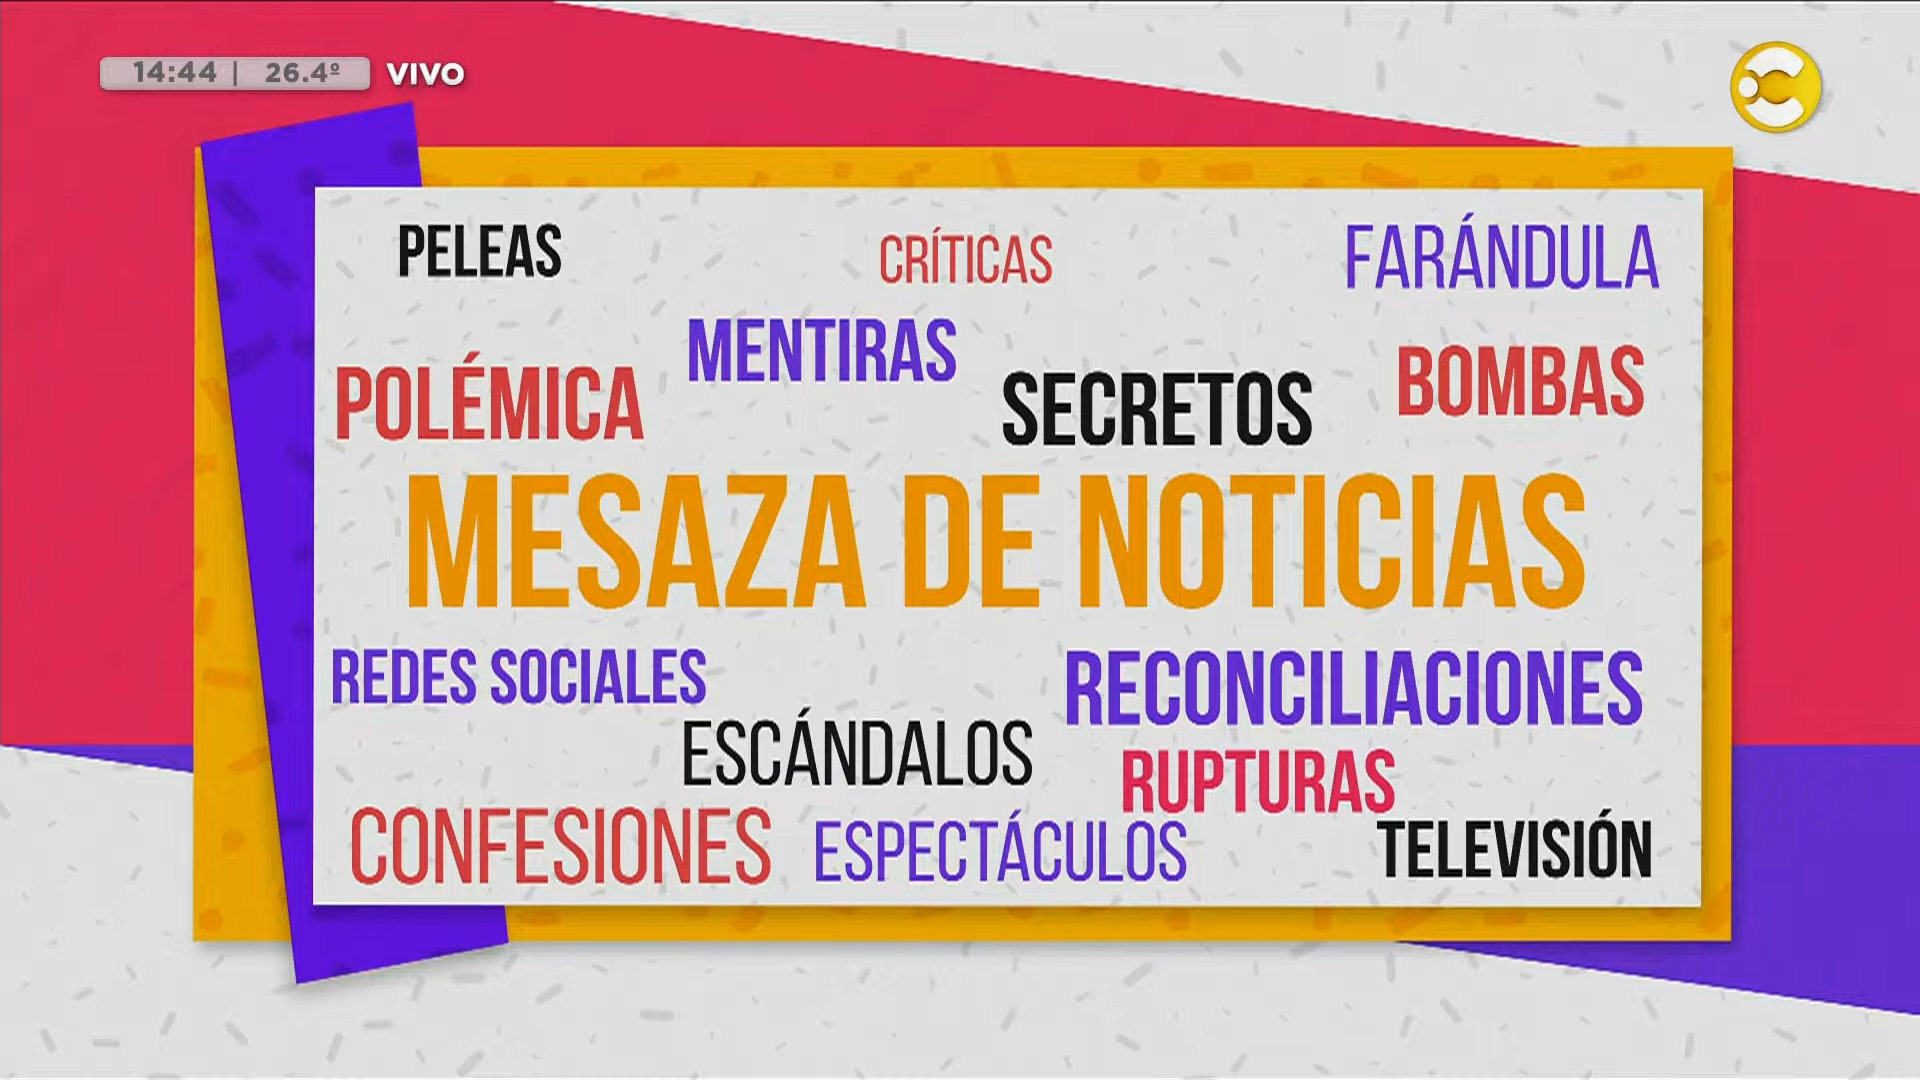 14:44 | 26.4º VIVO
PELEAS
CRÍTICAS
FARÁNDULA
MENTIRAS
POLÉMICA
SECRETOS
BOMBAS
MESAZA DE NOTICIAS
REDES SOCIALES
RECONCILIACIONES
ESCÁNDALOS
RUPTURAS
CONFESIONES
ESPECTÁCULOS
TELEVISIÓN